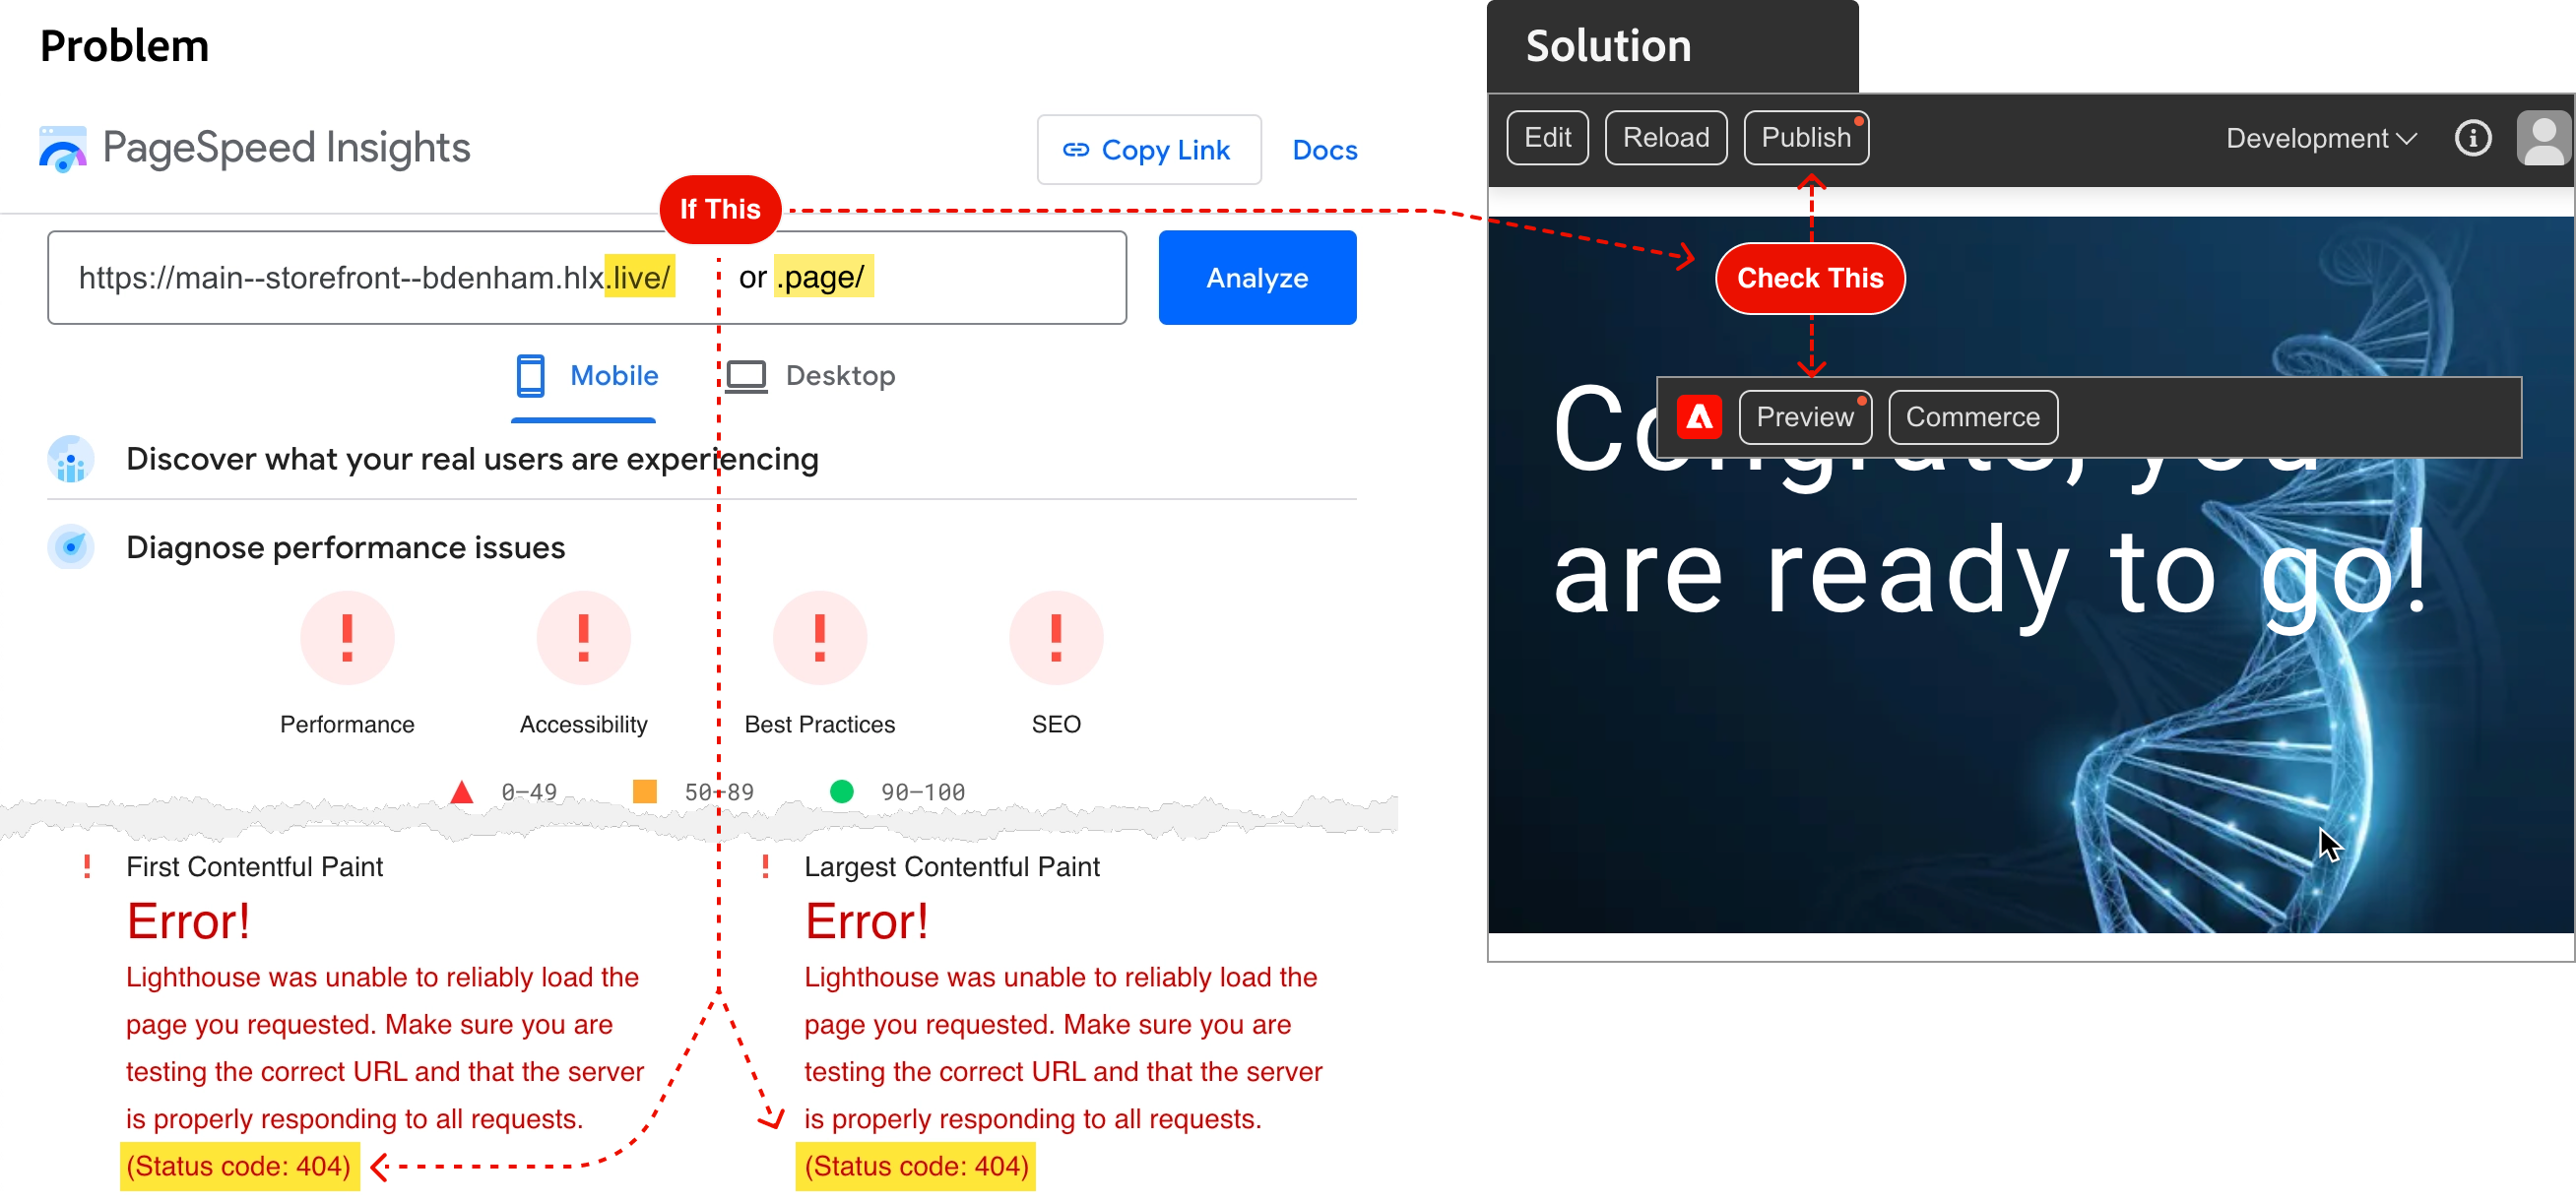 Problem
PageSpeed Insights
Copy Link
Docs
If This
https://main--storefront--bdenham.hlx.live/ or .page/
Analyze
Mobile
Desktop
Discover what your real users are experiencing
Diagnose performance issues
Performance
Accessibility
Best Practices
SEO
0–49
50–89
90–100
First Contentful Paint
Error!
Lighthouse was unable to reliably load the
page you requested. Make sure you are
testing the correct URL and that the server
is properly responding to all requests.
(Status code: 404)
Largest Contentful Paint
Error!
Lighthouse was unable to reliably load the
page you requested. Make sure you are
testing the correct URL and that the server
is properly responding to all requests.
(Status code: 404)
Solution
Edit
Reload
Publish
Development
Check This
Preview
Commerce
Congrats, you
are ready to go!